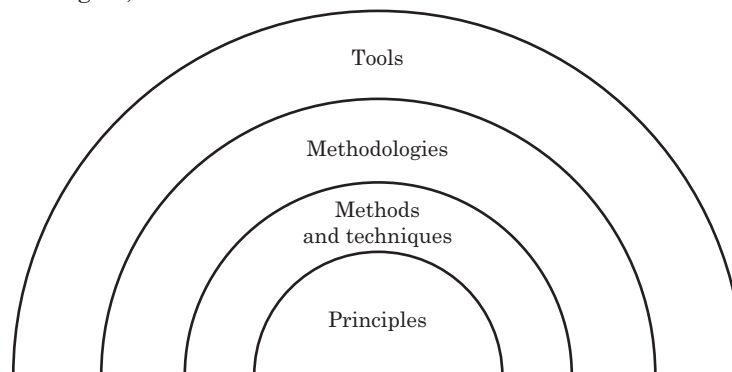 Tools
Methodologies
Methods
and techniques
Principles